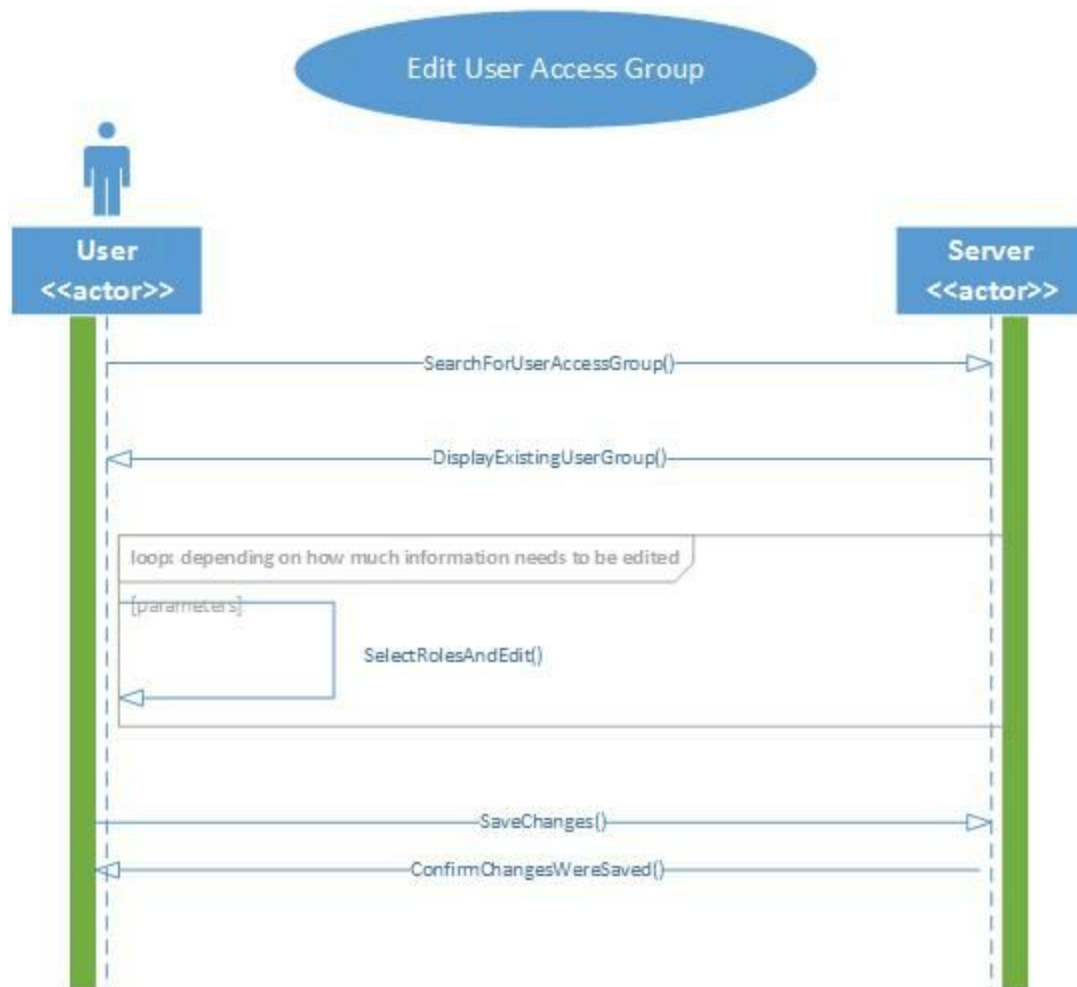 Edit User Access Group
User
<<actor>>
Server
<<actor>>
SearchForUserAccessGroup()
DisplayExistingUserGroup()
loop: depending on how much information needs to be edited
[parameters]
SelectRolesAndEdit()
SaveChanges()
ConfirmChangesWereSaved()